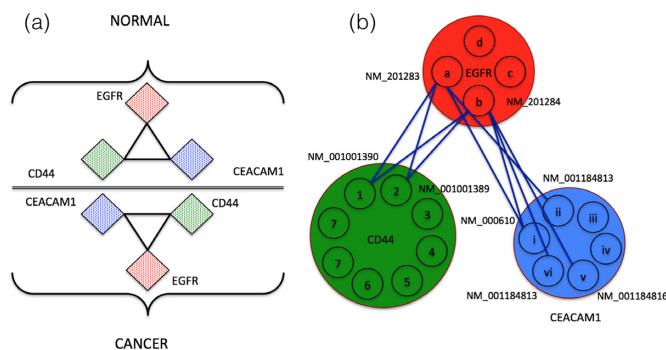 (a)
NORMAL
EGFR
CD44
CEACAM1
CEACAM1
CD44
EGFR
CANCER
(b)
d
NM_201283
a
EGFR
c
b
NM_201284
NM_001001390
1
2
NM_001001389
3
7
CD44
4
7
6
5
NM_001184813
NM_000610
ii
iii
i
iv
vi
v
NM_001184813
NM_001184816
CEACAM1